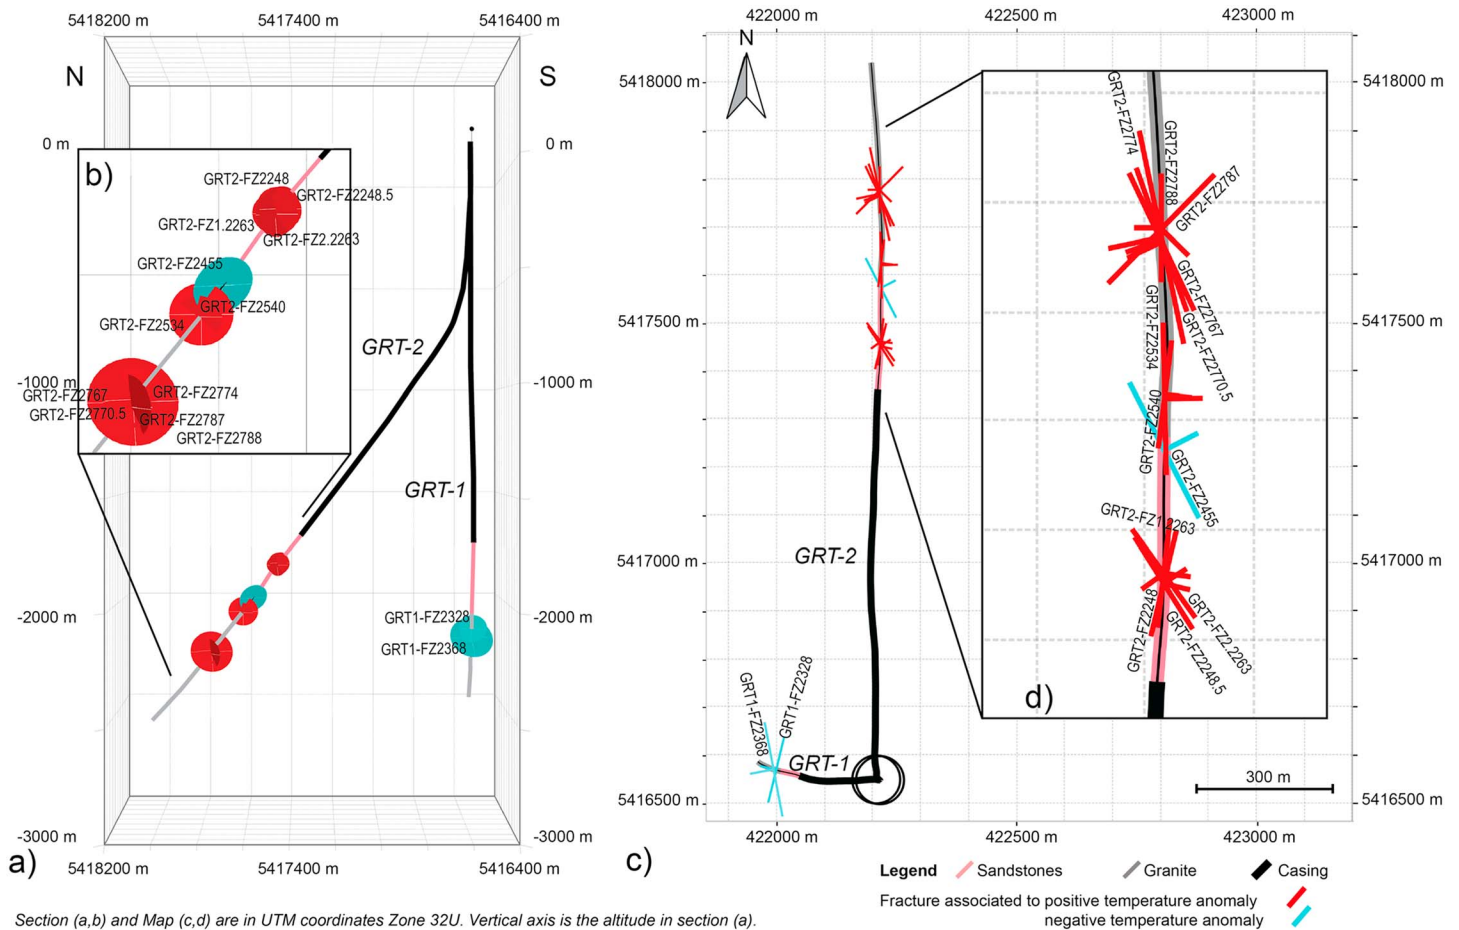 5418200 m
5417400 m
5416400 m
N
S
0 m
0 m
b)
GRT2-FZ2248
GRT2-FZ2248.5
GRT2-FZ1.2263
GRT2-FZ2.2263
GRT2-FZ2455
GRT2-FZ2540
GRT2-FZ2534
GRT2-FZ2767
GRT2-FZ2774
GRT2-FZ2770.5
GRT2-FZ2787
GRT2-FZ2788
-1000 m
-1000 m
GRT-2
GRT-1
-2000 m
-2000 m
GRT1-FZ2328
GRT1-FZ2368
-3000 m
-3000 m
a)
5418200 m
5417400 m
5416400 m
422000 m
422500 m
423000 m
N
5418000 m
5418000 m
5417500 m
5417500 m
5417000 m
5417000 m
5416500 m
5416500 m
GRT-2
GRT1-FZ2368
GRT1-FZ2328
GRT-1
GRT2-FZ2774
GRT2-FZ2788
GRT2-FZ2787
GRT2-FZ2767
GRT2-FZ2770.5
GRT2-FZ2534
GRT2-FZ2540
GRT2-FZ2455
GRT2-FZ1.2263
GRT2-FZ2248
GRT2-FZ2.2263
GRT2-FZ2248.5
d)
300 m
422000 m
422500 m
423000 m
c)
Legend
Sandstones
Granite
Casing
Fracture associated to positive temperature anomaly
negative temperature anomaly
Section (a,b) and Map (c,d) are in UTM coordinates Zone 32U. Vertical axis is the altitude in section (a).